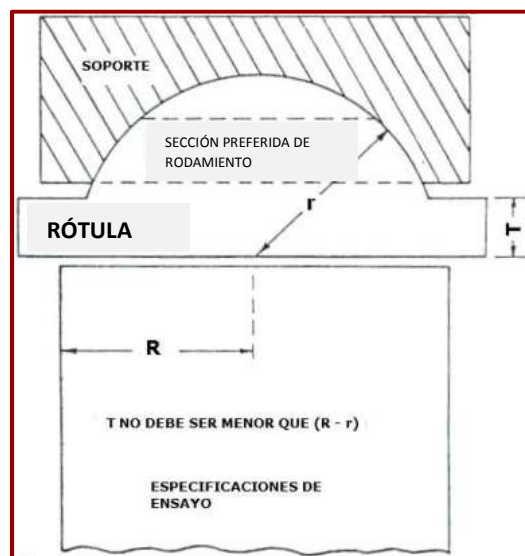 SOPORTE
SECCIÓN PREFERIDA DE
RODAMIENTO
r
RÓTULA
T
R
T NO DEBE SER MENOR QUE (R - r)
ESPECIFICACIONES DE
ENSAYO